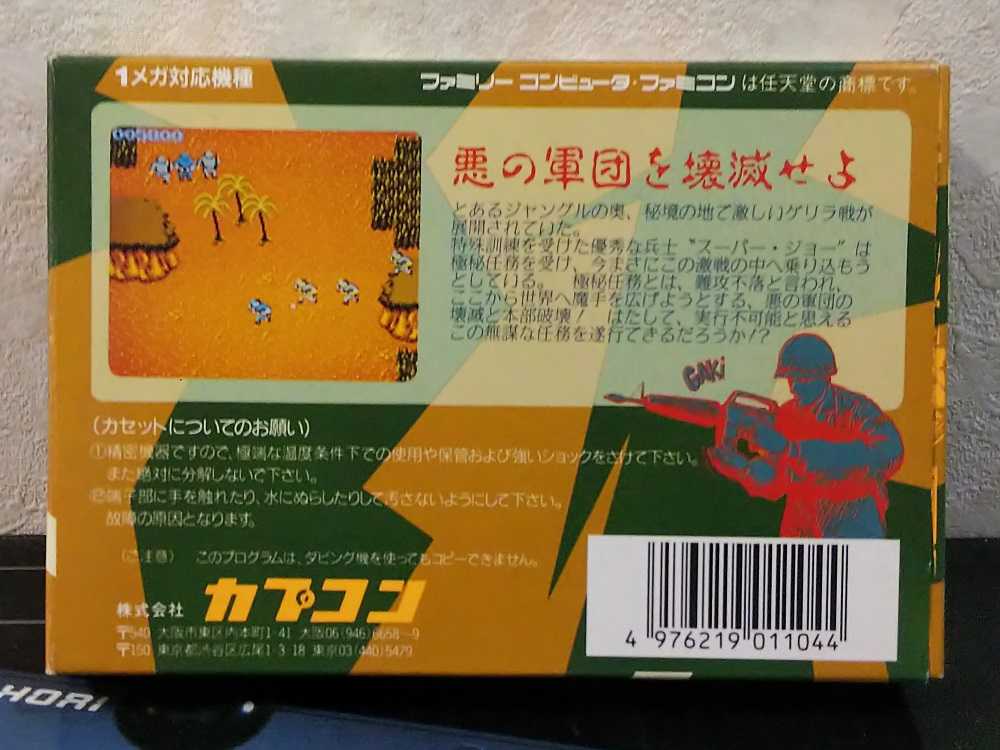 1メガ対応機種
ファミリー コンピュータ・ファミコン は任天堂の商標です。
005800
悪の軍団を壊滅せよ
とあるジャングルの奥、秘境の地で激しいゲリラ戦が
展開されていた。
特殊訓練を受けた優秀な兵士“スーパー・ジョー”は
極秘任務を受け、今まさにこの激戦の中へ乗り込もう
としている。 極秘任務とは、難攻不落と言われ、
ここから世界へ魔手を広げようとする、悪の軍団の
壊滅と本部破壊! はたして、実行不可能と思える
この無謀な任務を遂行できるだろうか!?
GAKi
(カセットについてのお願い)
①精密機器ですので、極端な温度条件下での使用や保管および強いショックをさけて下さい。
また絶対に分解しないで下さい。
②端子部に手を触れたり、水にぬらしたりして汚さないようにして下さい。
故障の原因となります。
(ご注意) このプログラムは、ダビング機を使ってもコピーできません。
株式会社 カプコン
〒540 大阪市東区内本町1-41 大阪06(946)6658~9
〒150 東京都渋谷区広尾1-3-18 東京03(440)5479
4 976219 011044
HORI